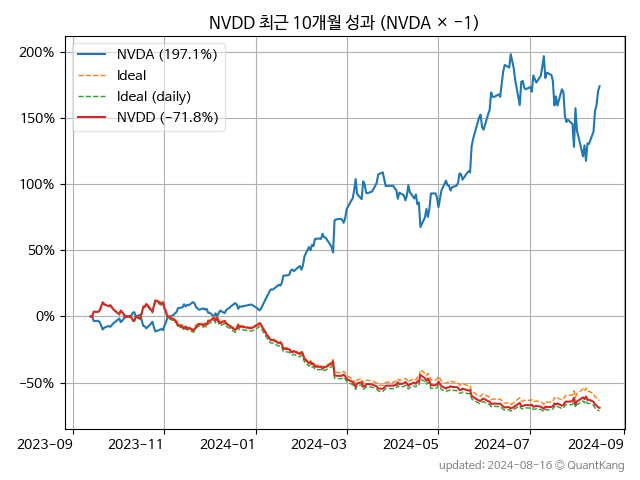 NVDD 최근 10개월 성과 (NVDA × −1)
200%
150%
100%
50%
0%
−50%
NVDA (197.1%)
Ideal
Ideal (daily)
NVDD (−71.8%)
2023-09
2023-11
2024-01
2024-03
2024-05
2024-07
2024-09
updated: 2024-08-16 © QuantKang